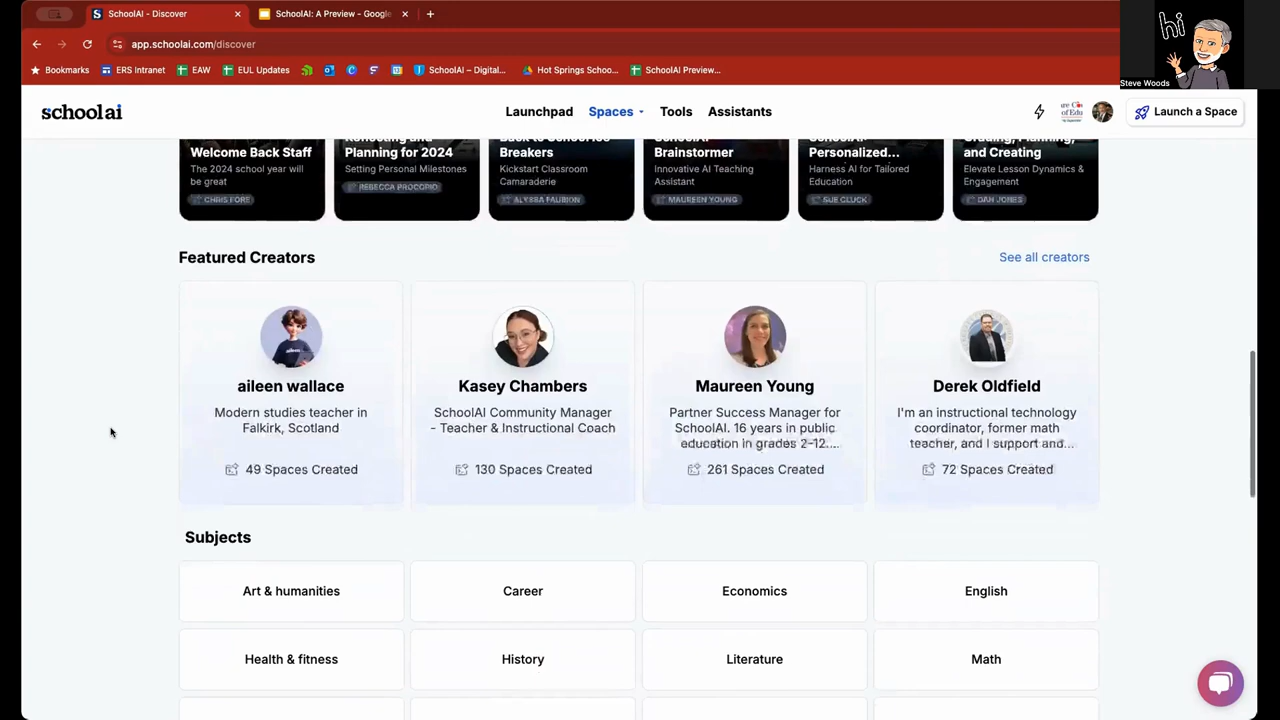 SchoolAI - Discover
SchoolAI: A Preview - Google
app.schoolai.com/discover
hi
Steve Woods
Bookmarks
ERS Intranet
EAW
EUL Updates
SchoolAI – Digital...
Hot Springs Schoo...
SchoolAI Preview...
school ai
Launchpad
Spaces
Tools
Assistants
Launch a Space
Welcome Back Staff
The 2024 school year will
be great
CHRIS FORE
Planning for 2024
Setting Personal Milestones
REBECCA PROCOPIO
Breakers
Kickstart Classroom
Camaraderie
ALYSSA FAUBION
Brainstormer
Innovative AI Teaching
Assistant
MAUREEN YOUNG
Personalized...
Harness AI for Tailored
Education
SUE GLUCK
and Creating
Elevate Lesson Dynamics &
Engagement
DAN JONES
Featured Creators
See all creators
aileen wallace
Modern studies teacher in
Falkirk, Scotland
49 Spaces Created
Kasey Chambers
SchoolAI Community Manager
- Teacher & Instructional Coach
130 Spaces Created
Maureen Young
Partner Success Manager for
SchoolAI. 16 years in public
education in grades 2-12....
261 Spaces Created
Derek Oldfield
I'm an instructional technology
coordinator, former math
teacher, and I support and...
72 Spaces Created
Subjects
Art & humanities
Career
Economics
English
Health & fitness
History
Literature
Math